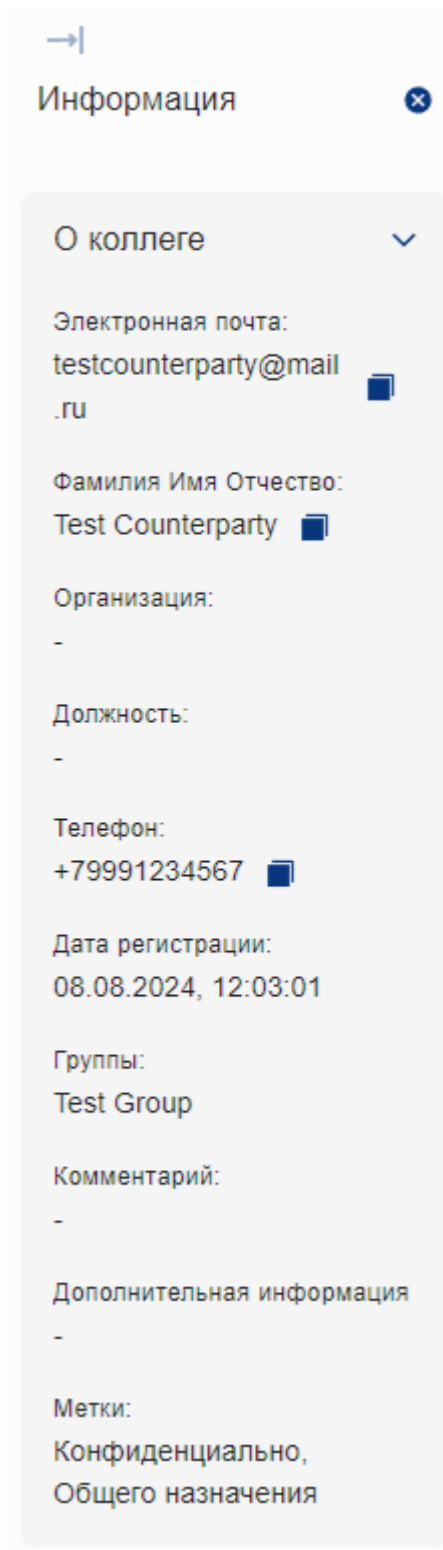 Информация
О коллеге
Электронная почта:
testcounterparty@mail
.ru
Фамилия Имя Отчество:
Test Counterparty
Организация:
-
Должность:
-
Телефон:
+79991234567
Дата регистрации:
08.08.2024, 12:03:01
Группы:
Test Group
Комментарий:
-
Дополнительная информация
-
Метки:
Конфиденциально,
Общего назначения